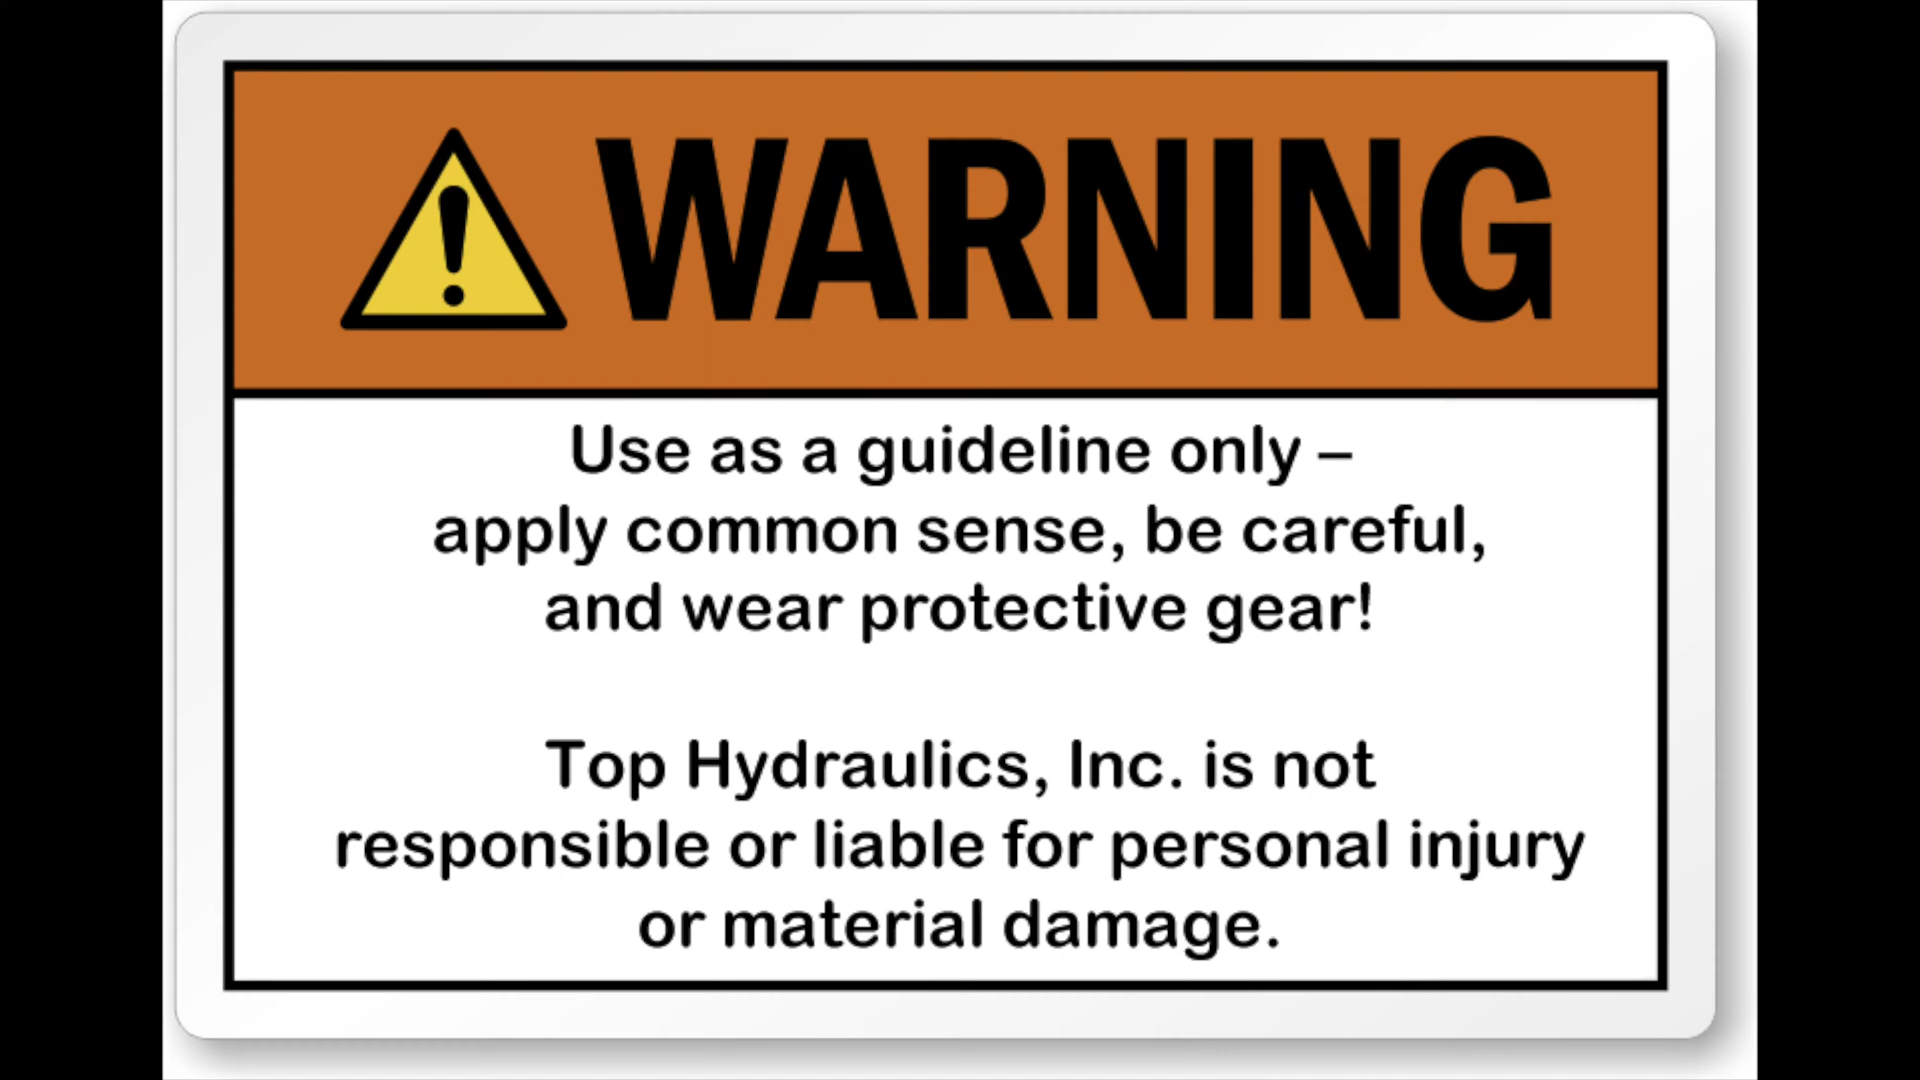 WARNING
Use as a guideline only –
apply common sense, be careful,
and wear protective gear!
Top Hydraulics, Inc. is not
responsible or liable for personal injury
or material damage.